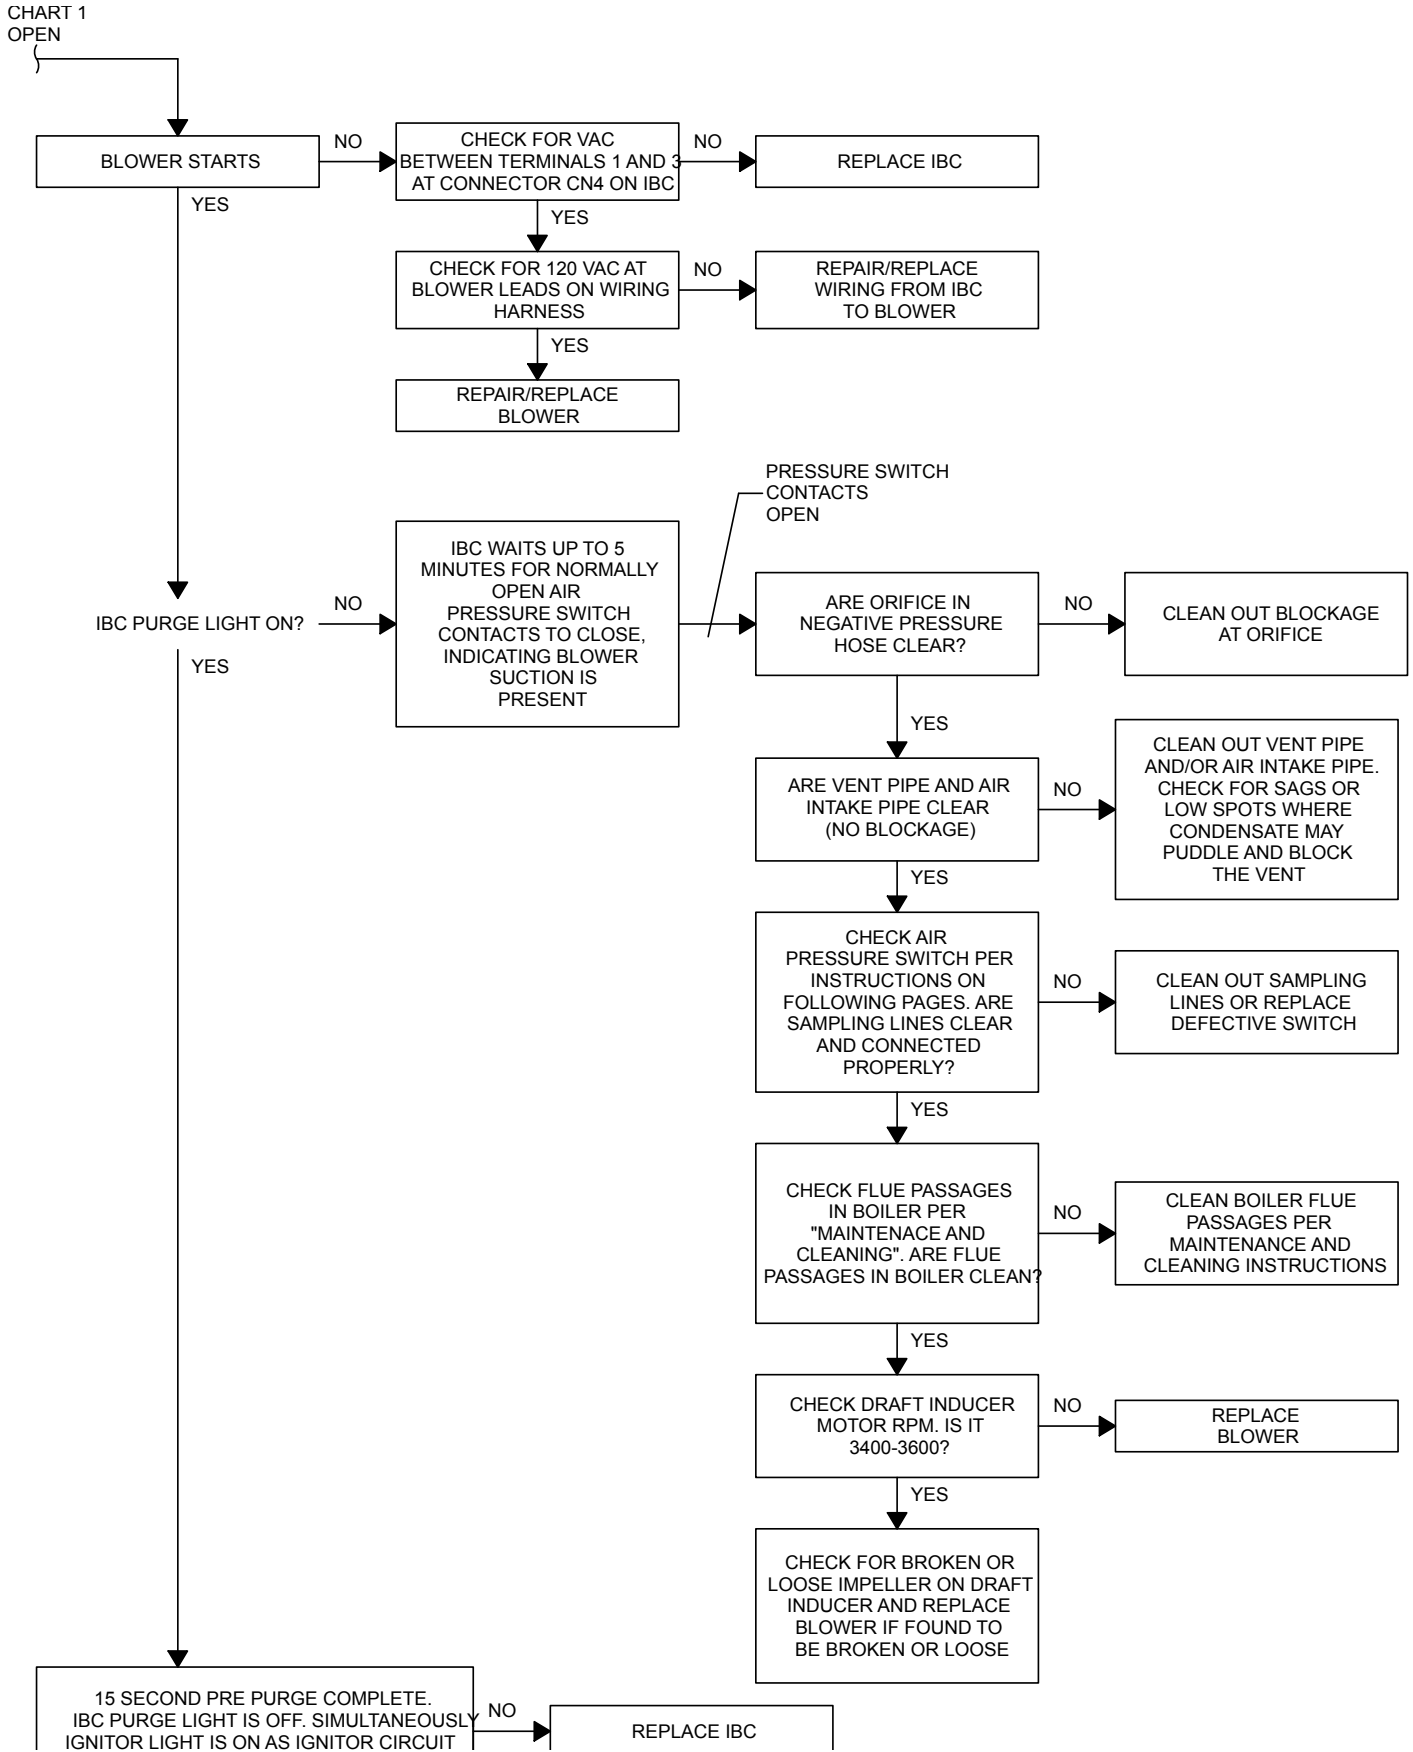 CHART 1
OPEN
BLOWER STARTS
NO
CHECK FOR VAC
BETWEEN TERMINALS 1 AND 3
AT CONNECTOR CN4 ON IBC
NO
REPLACE IBC
YES
YES
CHECK FOR 120 VAC AT
BLOWER LEADS ON WIRING
HARNESS
NO
REPAIR/REPLACE
WIRING FROM IBC
TO BLOWER
YES
REPAIR/REPLACE
BLOWER
PRESSURE SWITCH
CONTACTS
OPEN
IBC PURGE LIGHT ON?
NO
IBC WAITS UP TO 5
MINUTES FOR NORMALLY
OPEN AIR
PRESSURE SWITCH
CONTACTS TO CLOSE,
INDICATING BLOWER
SUCTION IS
PRESENT
ARE ORIFICE IN
NEGATIVE PRESSURE
HOSE CLEAR?
NO
CLEAN OUT BLOCKAGE
AT ORIFICE
YES
YES
ARE VENT PIPE AND AIR
INTAKE PIPE CLEAR
(NO BLOCKAGE)
NO
CLEAN OUT VENT PIPE
AND/OR AIR INTAKE PIPE.
CHECK FOR SAGS OR
LOW SPOTS WHERE
CONDENSATE MAY
PUDDLE AND BLOCK
THE VENT
YES
CHECK AIR
PRESSURE SWITCH PER
INSTRUCTIONS ON
FOLLOWING PAGES. ARE
SAMPLING LINES CLEAR
AND CONNECTED
PROPERLY?
NO
CLEAN OUT SAMPLING
LINES OR REPLACE
DEFECTIVE SWITCH
YES
CHECK FLUE PASSAGES
IN BOILER PER
"MAINTENACE AND
CLEANING". ARE FLUE
PASSAGES IN BOILER CLEAN?
NO
CLEAN BOILER FLUE
PASSAGES PER
MAINTENANCE AND
CLEANING INSTRUCTIONS
YES
CHECK DRAFT INDUCER
MOTOR RPM. IS IT
3400-3600?
NO
REPLACE
BLOWER
YES
CHECK FOR BROKEN OR
LOOSE IMPELLER ON DRAFT
INDUCER AND REPLACE
BLOWER IF FOUND TO
BE BROKEN OR LOOSE
15 SECOND PRE PURGE COMPLETE.
IBC PURGE LIGHT IS OFF. SIMULTANEOUSLY
IGNITOR LIGHT IS ON AS IGNITOR CIRCUIT
NO
REPLACE IBC